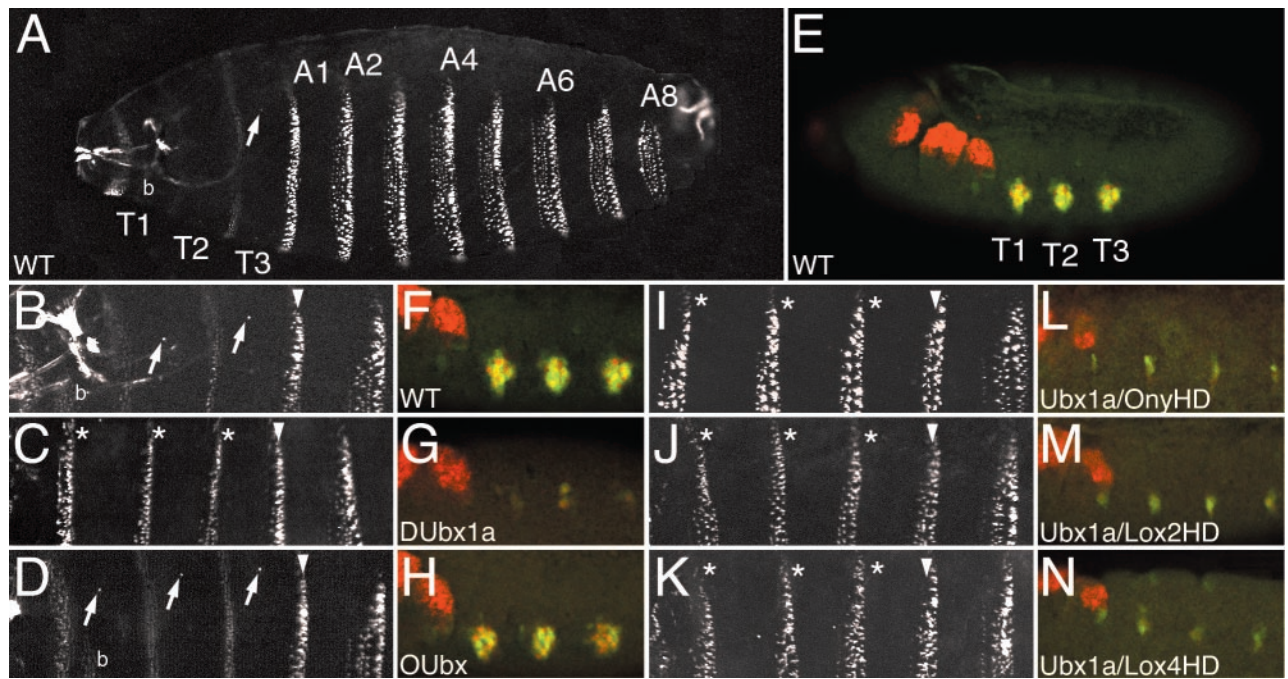 A
A1
A2
A4
A6
A8
b
T1
T2
T3
WT
E
T1
T2
T3
WT
B
b
F
WT
I
*
*
*
L
Ubx1a/OnyHD
C
*
*
*
G
DUbx1a
J
*
*
*
M
Ubx1a/Lox2HD
D
b
H
OUbx
K
*
*
*
N
Ubx1a/Lox4HD